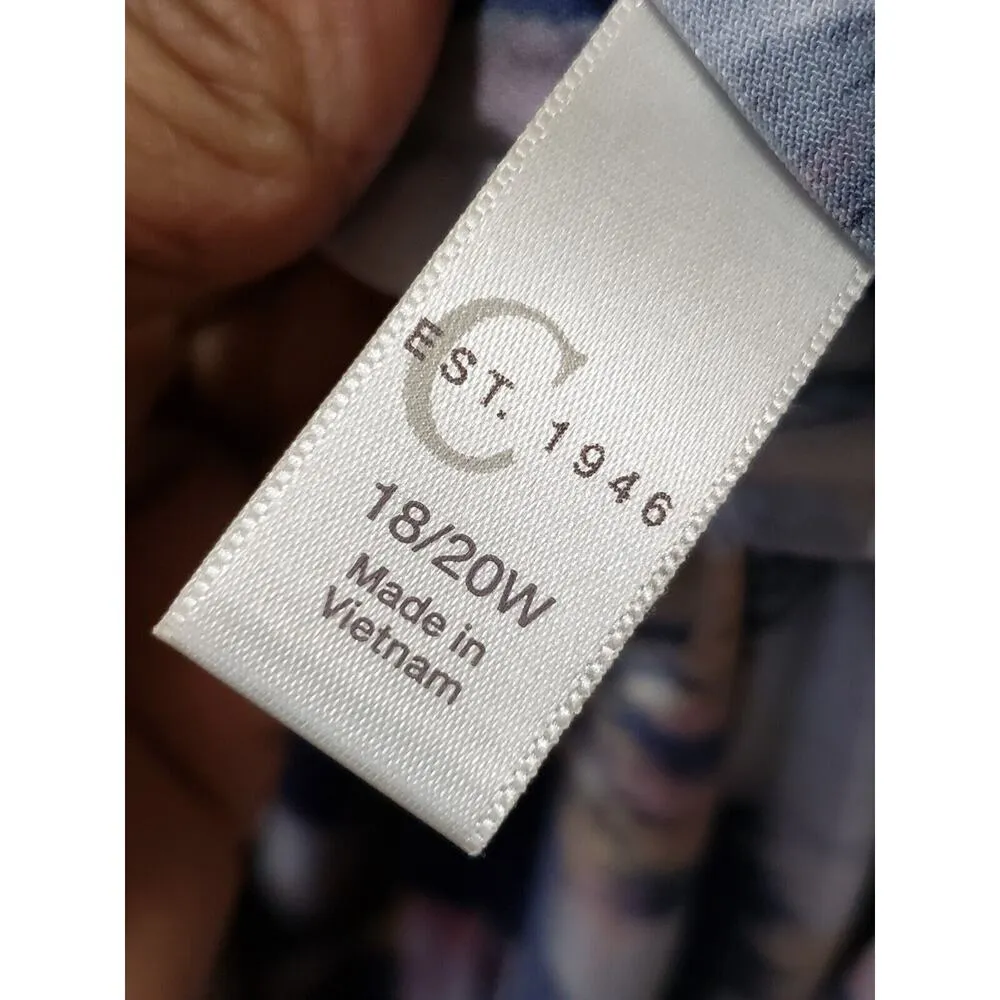 C
EST. 1946
18/20W
Made in
Vietnam